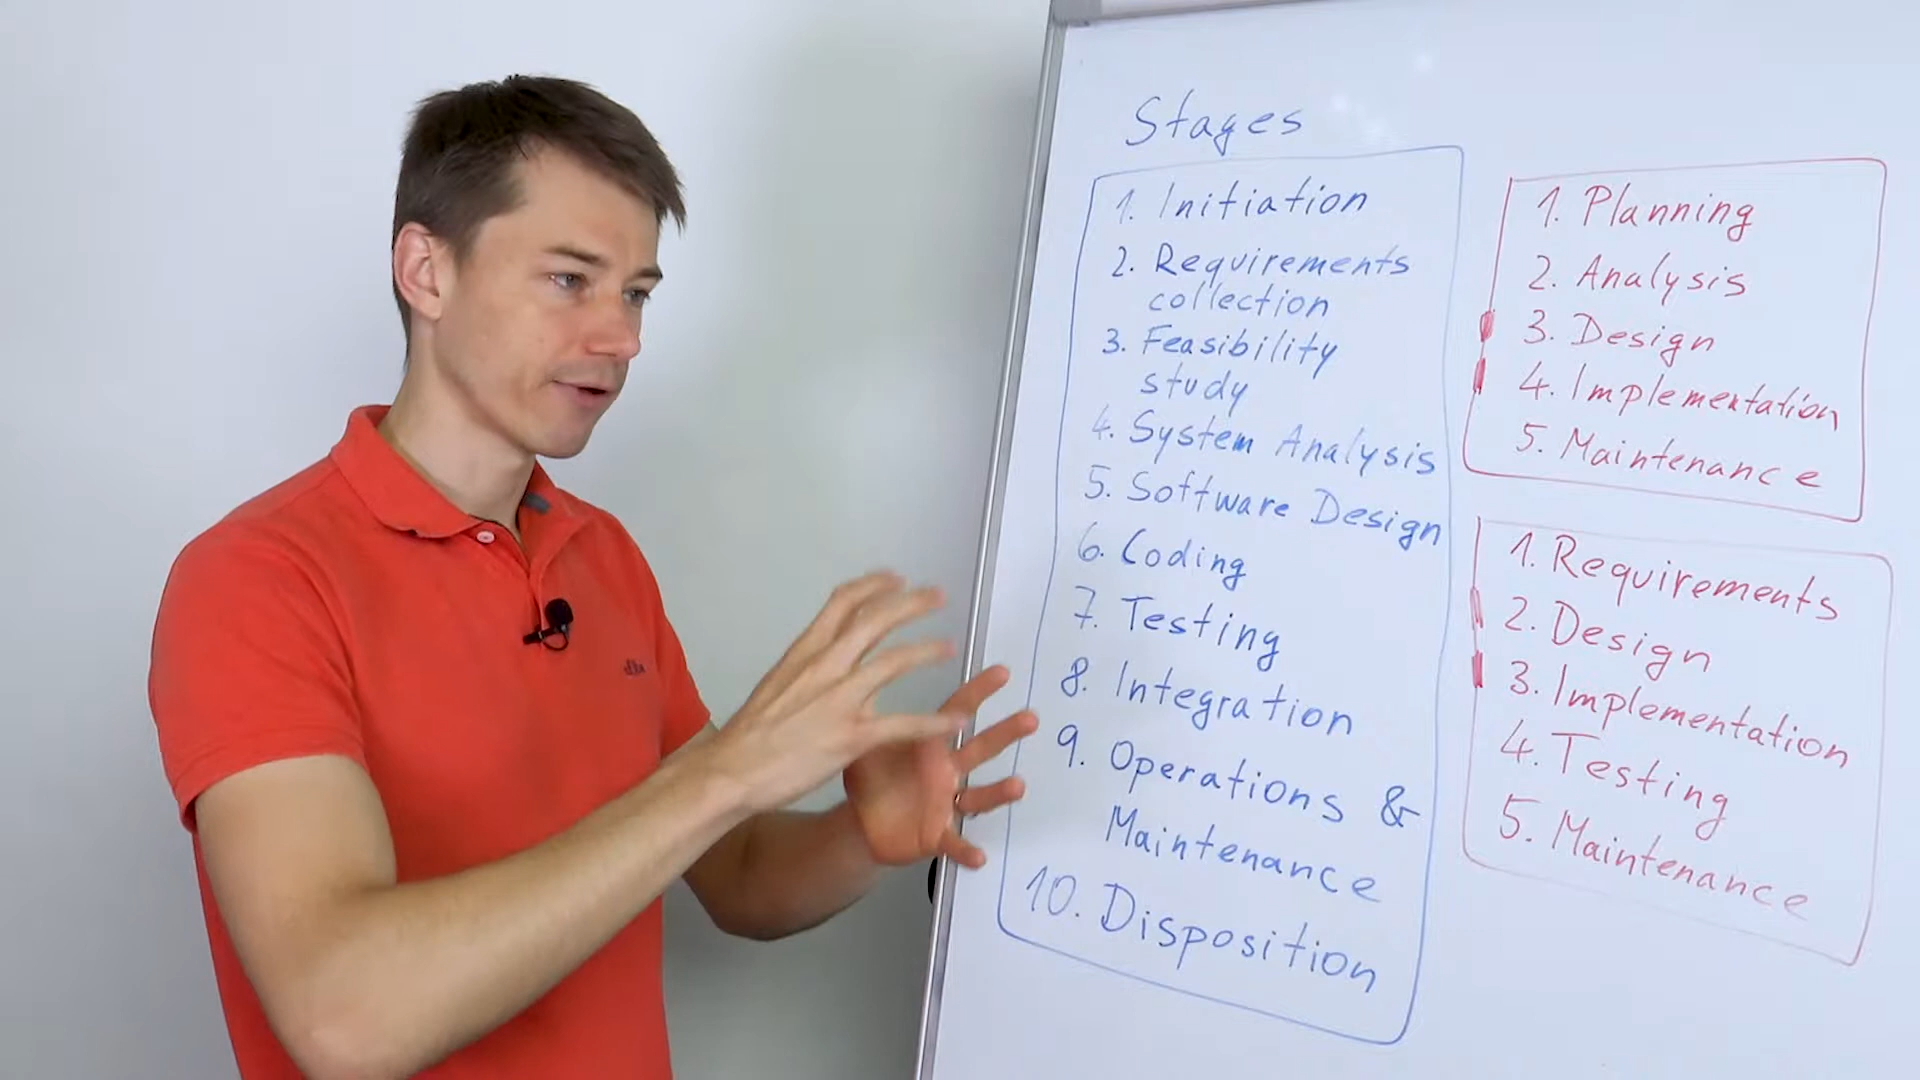 Stages
1. Initiation
2. Requirements
collection
3. Feasibility
study
4. System Analysis
5. Software Design
6. Coding
7. Testing
8. Integration
9. Operations &
Maintenance
10. Disposition
1. Planning
2. Analysis
3. Design
4. Implementation
5. Maintenance
1. Requirements
2. Design
3. Implementation
4. Testing
5. Maintenance